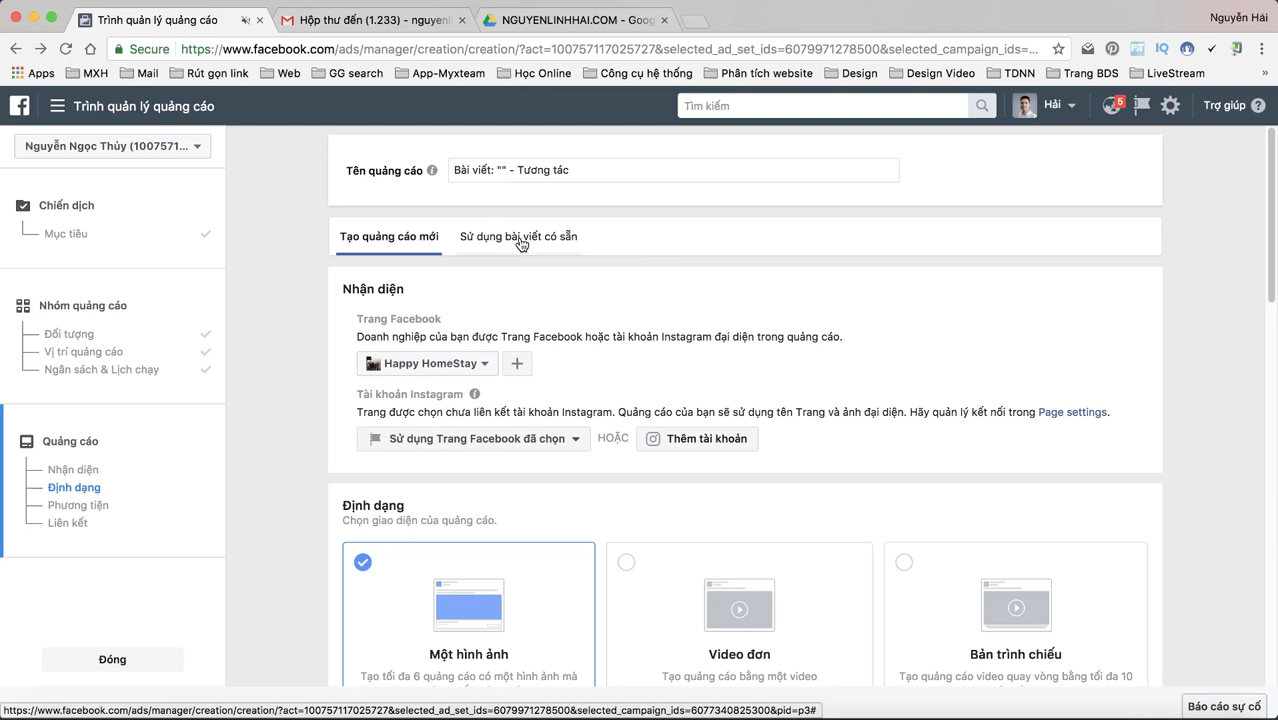 Trình quản lý quảng cáo
Hộp thư đến (1.233) - nguyenl
NGUYENLINHHAI.COM - Goog
Nguyễn Hải
Secure
https://www.facebook.com/ads/manager/creation/creation/?act=100757117025727&selected_ad_set_ids=6079971278500&selected_campaign_ids=...
Apps
MXH
Mail
Rút gọn link
Web
GG search
App-Myxteam
Học Online
Công cụ hệ thống
Phân tích website
Design
Design Video
TDNN
Trang BDS
LiveStream
»
Trình quản lý quảng cáo
Tìm kiếm
Hải
5
Trợ giúp
Nguyễn Ngọc Thủy (1007571...
Chiến dịch
Mục tiêu
Nhóm quảng cáo
Đối tượng
Vị trí quảng cáo
Ngân sách & Lịch chạy
Quảng cáo
Nhận diện
Định dạng
Phương tiện
Liên kết
Đóng
Tên quảng cáo
Bài viết: "" - Tương tác
Tạo quảng cáo mới
Sử dụng bài viết có sẵn
Nhận diện
Trang Facebook
Doanh nghiệp của bạn được Trang Facebook hoặc tài khoản Instagram đại diện trong quảng cáo.
Happy HomeStay
Tài khoản Instagram
Trang được chọn chưa liên kết tài khoản Instagram. Quảng cáo của bạn sẽ sử dụng tên Trang và ảnh đại diện. Hãy quản lý kết nối trong Page settings.
Sử dụng Trang Facebook đã chọn
HOẶC
Thêm tài khoản
Định dạng
Chọn giao diện của quảng cáo.
Một hình ảnh
Tạo tối đa 6 quảng cáo có một hình ảnh mà
Video đơn
Tạo quảng cáo bằng một video
Bản trình chiếu
Tạo quảng cáo video quay vòng bằng tối đa 10
https://www.facebook.com/ads/manager/creation/creation/?act=100757117025727&selected_ad_set_ids=6079971278500&selected_campaign_ids=6077340825300&pid=p3#
Báo cáo sự cố